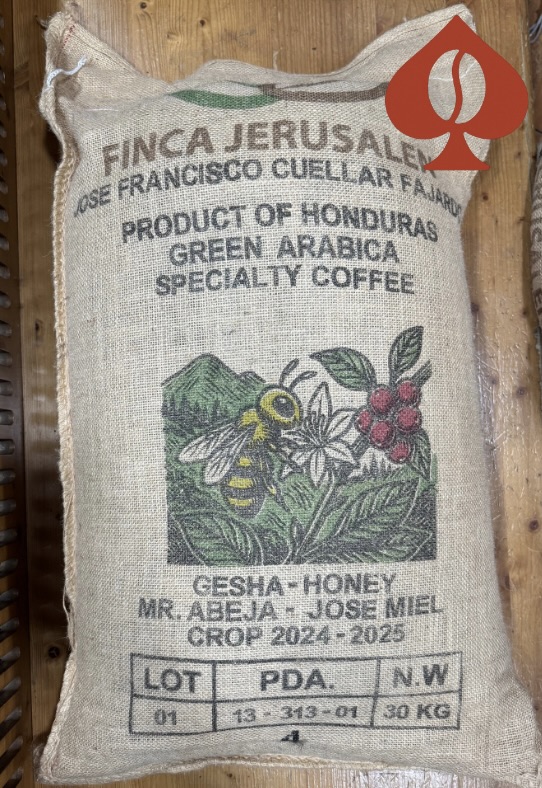 FINCA JERUSALEN
JOSE FRANCISCO CUELLAR FAJARDO
PRODUCT OF HONDURAS
GREEN ARABICA
SPECIALTY COFFEE
GESHA - HONEY
MR. ABEJA - JOSE MIEL
CROP 2024 - 2025
LOT PDA. N.W
01 13 - 313 - 01 30 KG
4